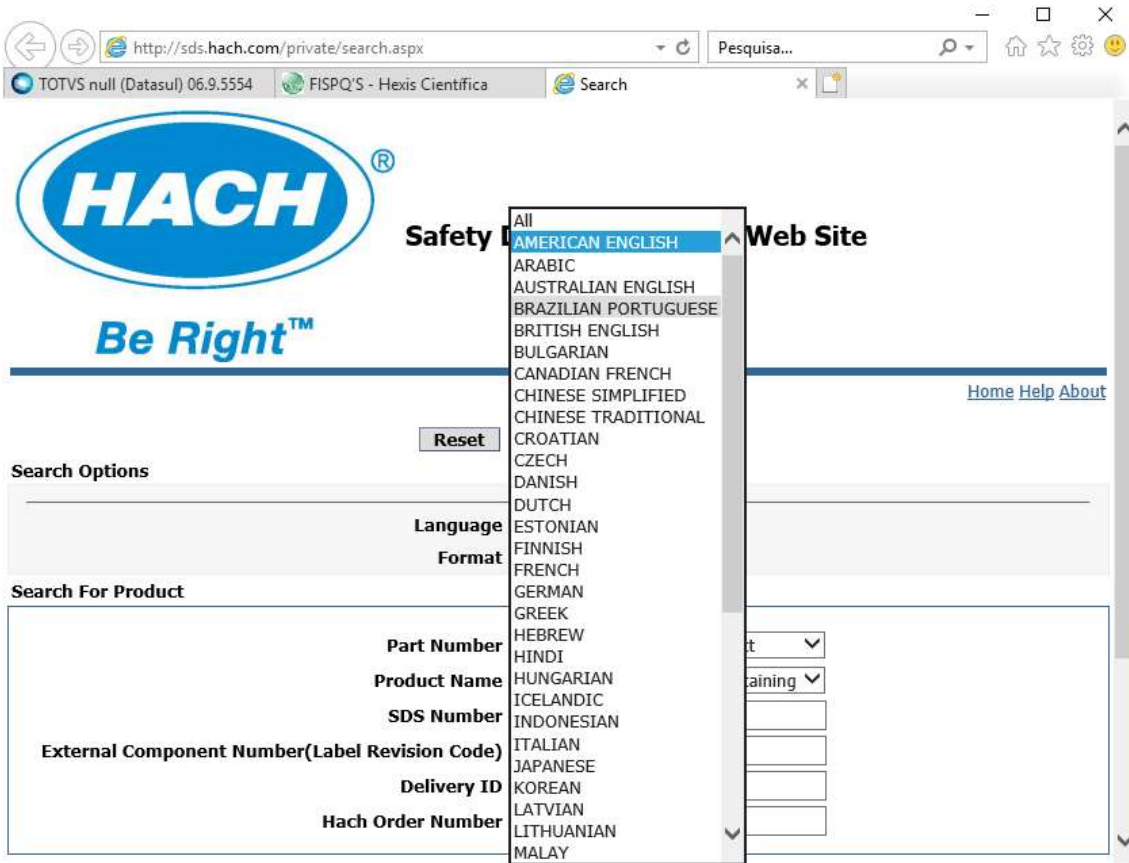 http://sds.hach.com/private/search.aspx
Pesquisa...
TOTVS null (Datasul) 06.9.5554
FISPQ'S - Hexis Científica
Search
HACH®
Be Right™
Safety D
Web Site
Home Help About
Reset
Search Options
Language
Format
Search For Product
Part Number
Product Name
SDS Number
External Component Number(Label Revision Code)
Delivery ID
Hach Order Number
All
AMERICAN ENGLISH
ARABIC
AUSTRALIAN ENGLISH
BRAZILIAN PORTUGUESE
BRITISH ENGLISH
BULGARIAN
CANADIAN FRENCH
CHINESE SIMPLIFIED
CHINESE TRADITIONAL
CROATIAN
CZECH
DANISH
DUTCH
ESTONIAN
FINNISH
FRENCH
GERMAN
GREEK
HEBREW
HINDI
HUNGARIAN
ICELANDIC
INDONESIAN
ITALIAN
JAPANESE
KOREAN
LATVIAN
LITHUANIAN
MALAY